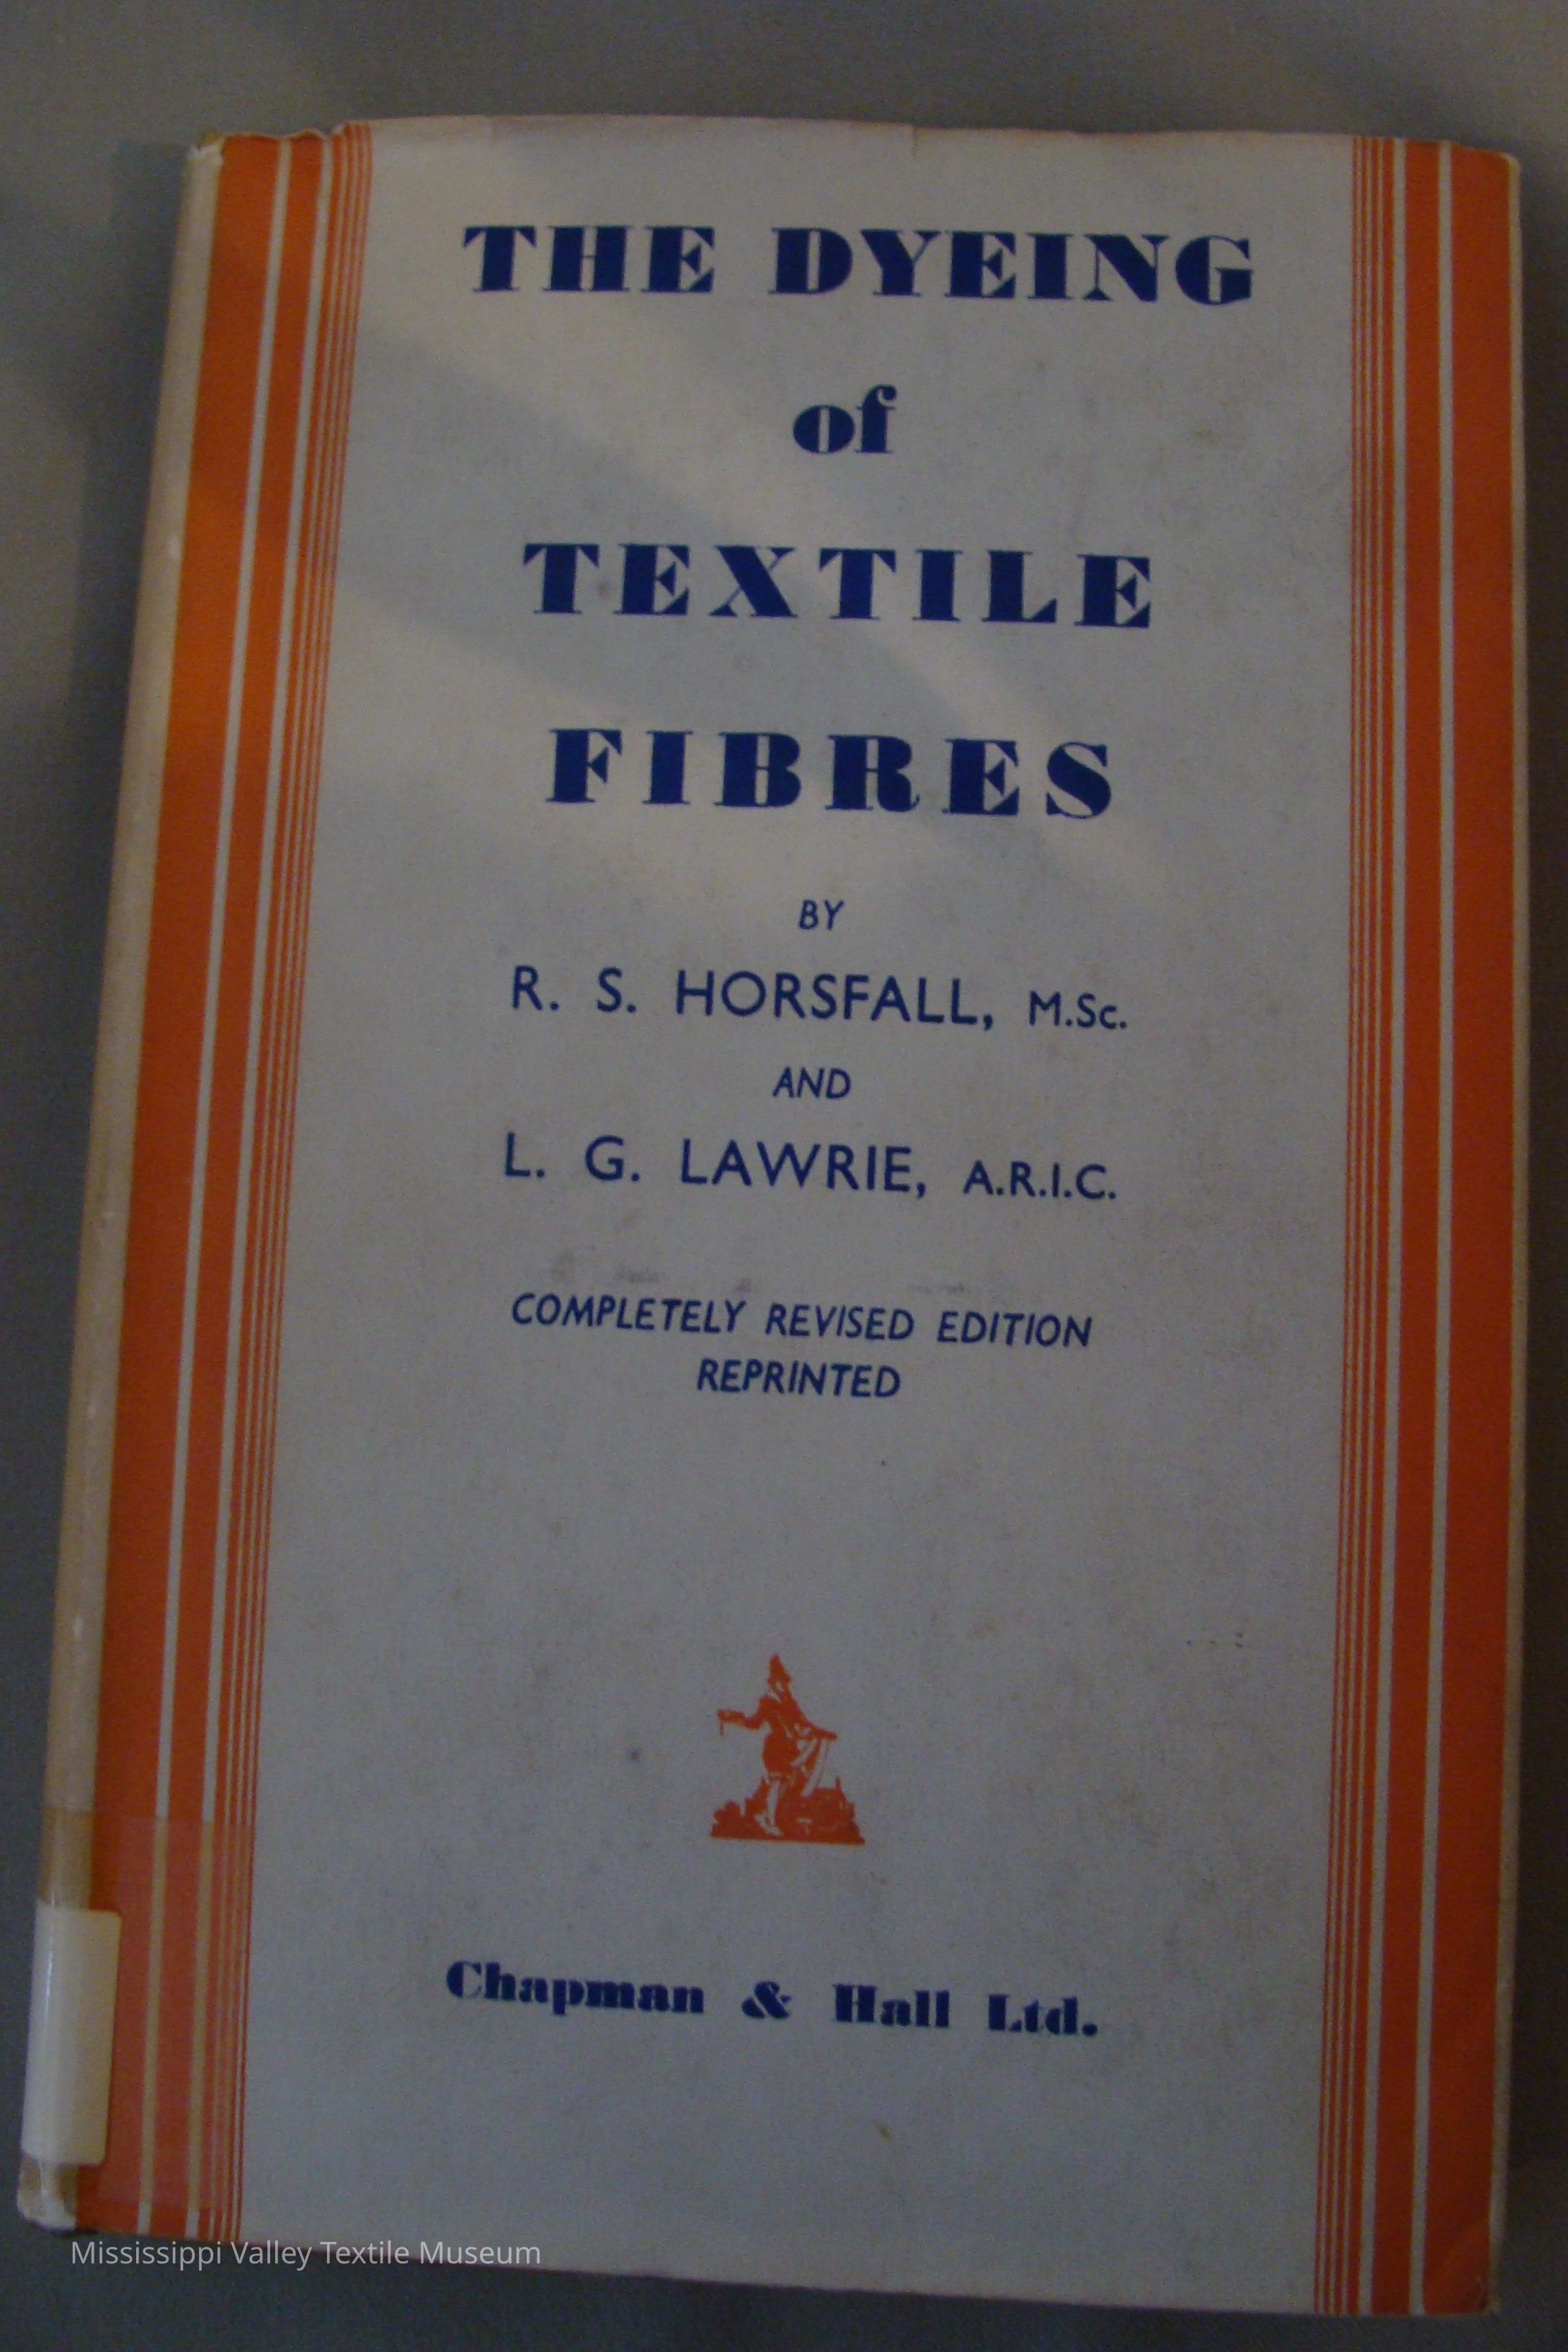 THE DYEING
of
TEXTILE
FIBRES
BY
R. S. HORSFALL, M.Sc.
AND
L. G. LAWRIE, A.R.I.C.
COMPLETELY REVISED EDITION
REPRINTED
Chapman & Hall Ltd.
Mississippi Valley Textile Museum